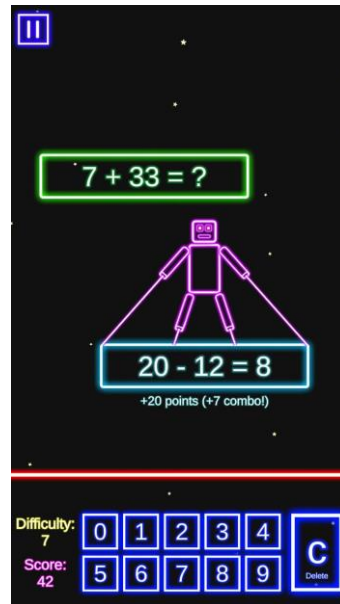 7 + 33 = ?
20 - 12 = 8
+20 points (+7 combo!)
Difficulty:
7
0 1 2 3 4
Score:
42
5 6 7 8 9
C
Delete